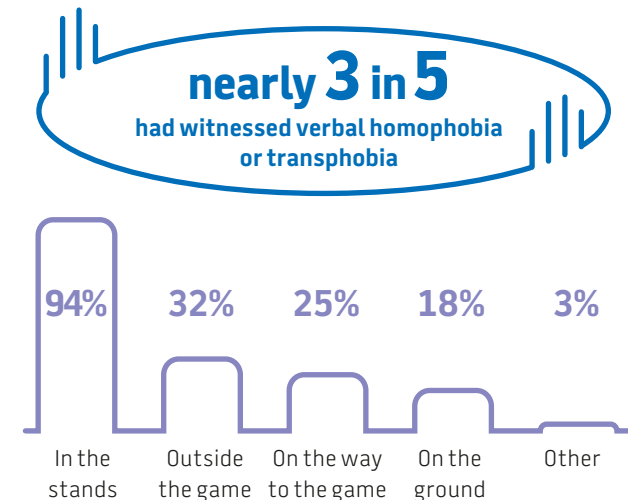 nearly 3 in 5
had witnessed verbal homophobia
or transphobia
94% 32% 25% 18% 3%
In the Outside On the way On the Other
stands the game to the game ground